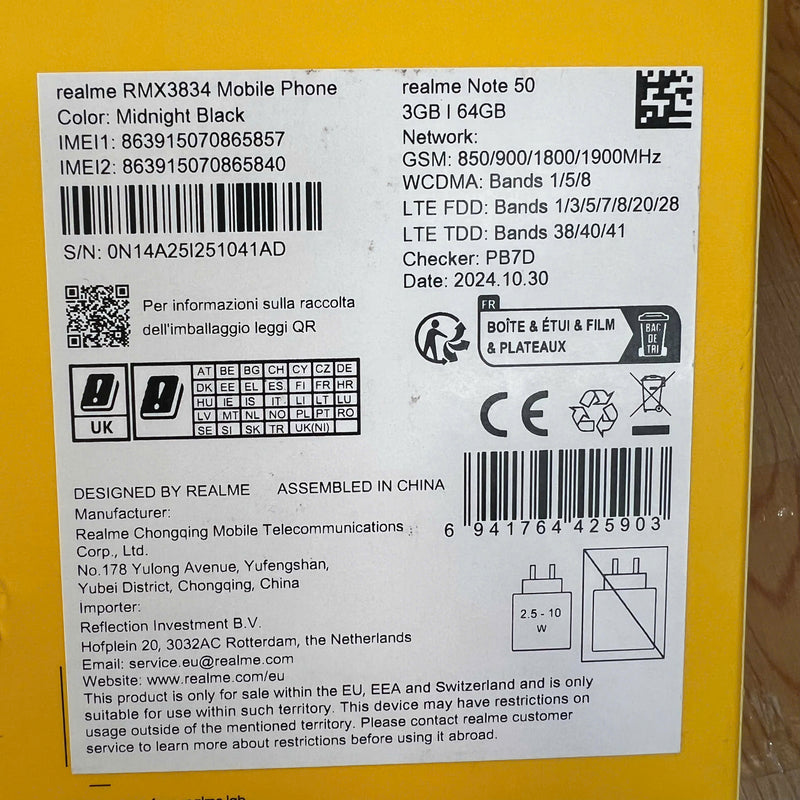 realme RMX3834 Mobile Phone
Color: Midnight Black
IMEI1: 863915070865857
IMEI2: 863915070865840
S/N: 0N14A25I251041AD
realme Note 50
3GB I 64GB
Network:
GSM: 850/900/1800/1900MHz
WCDMA: Bands 1/5/8
LTE FDD: Bands 1/3/5/7/8/20/28
LTE TDD: Bands 38/40/41
Checker: PB7D
Date: 2024.10.30
Per informazioni sulla raccolta
dell'imballaggio leggi QR
FR
BOÎTE & ÉTUI & FILM
& PLATEAUX
BAC
DE
TRI
UK
AT BE BG CH CY CZ DE
DK EE EL ES FI FR HR
HU IE IS IT LI LT LU
LV MT NL NO PL PT RO
SE SI SK TR UK(NI)
CE
DESIGNED BY REALME ASSEMBLED IN CHINA
Manufacturer:
Realme Chongqing Mobile Telecommunications
Corp., Ltd.
No.178 Yulong Avenue, Yufengshan,
Yubei District, Chongqing, China
Importer:
Reflection Investment B.V.
Hofplein 20, 3032AC Rotterdam, the Netherlands
Email: service.eu@realme.com
Website: www.realme.com/eu
6 941764 425903
2.5 - 10
W
This product is only for sale within the EU, EEA and Switzerland and is only
suitable for use within such territory. This device may have restrictions on
usage outside of the mentioned territory. Please contact realme customer
service to learn more about restrictions before using it abroad.